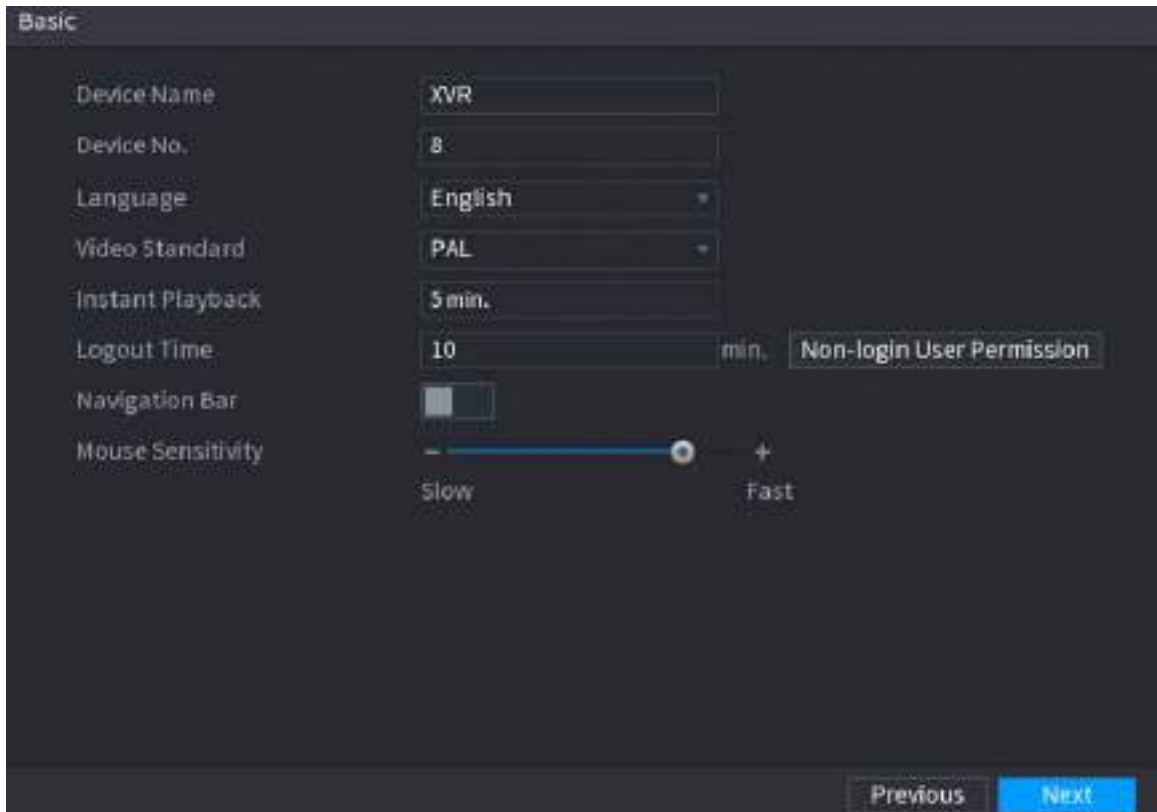 Basic
Device Name XVR
Device No. 8
Language English
Video Standard PAL
Instant Playback 5 min.
Logout Time 10 min. Non-login User Permission
Navigation Bar
Mouse Sensitivity - +
Slow Fast
Previous Next